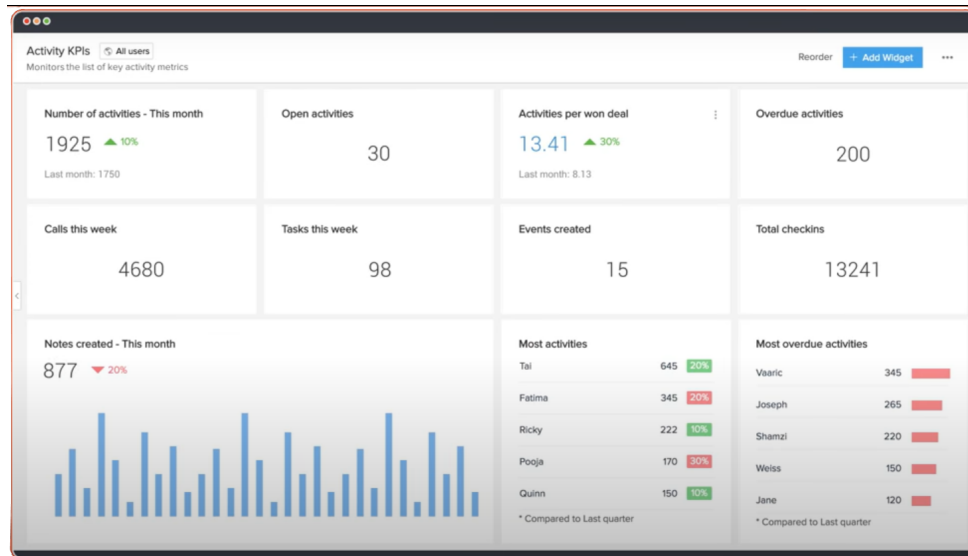 Activity KPIs All users
Monitors the list of key activity metrics
Reorder + Add Widget
Number of activities - This month
1925 10%
Last month: 1750
Open activities
30
Activities per won deal
13.41 30%
Last month: 8.13
Overdue activities
200
Calls this week
4680
Tasks this week
98
Events created
15
Total checkins
13241
Notes created - This month
877 20%
Most activities
Tai 645 20%
Fatima 345 20%
Ricky 222 10%
Pooja 170 30%
Quinn 150 10%
* Compared to Last quarter
Most overdue activities
Vaaric 345
Joseph 265
Shamzi 220
Weiss 150
Jane 120
* Compared to Last quarter